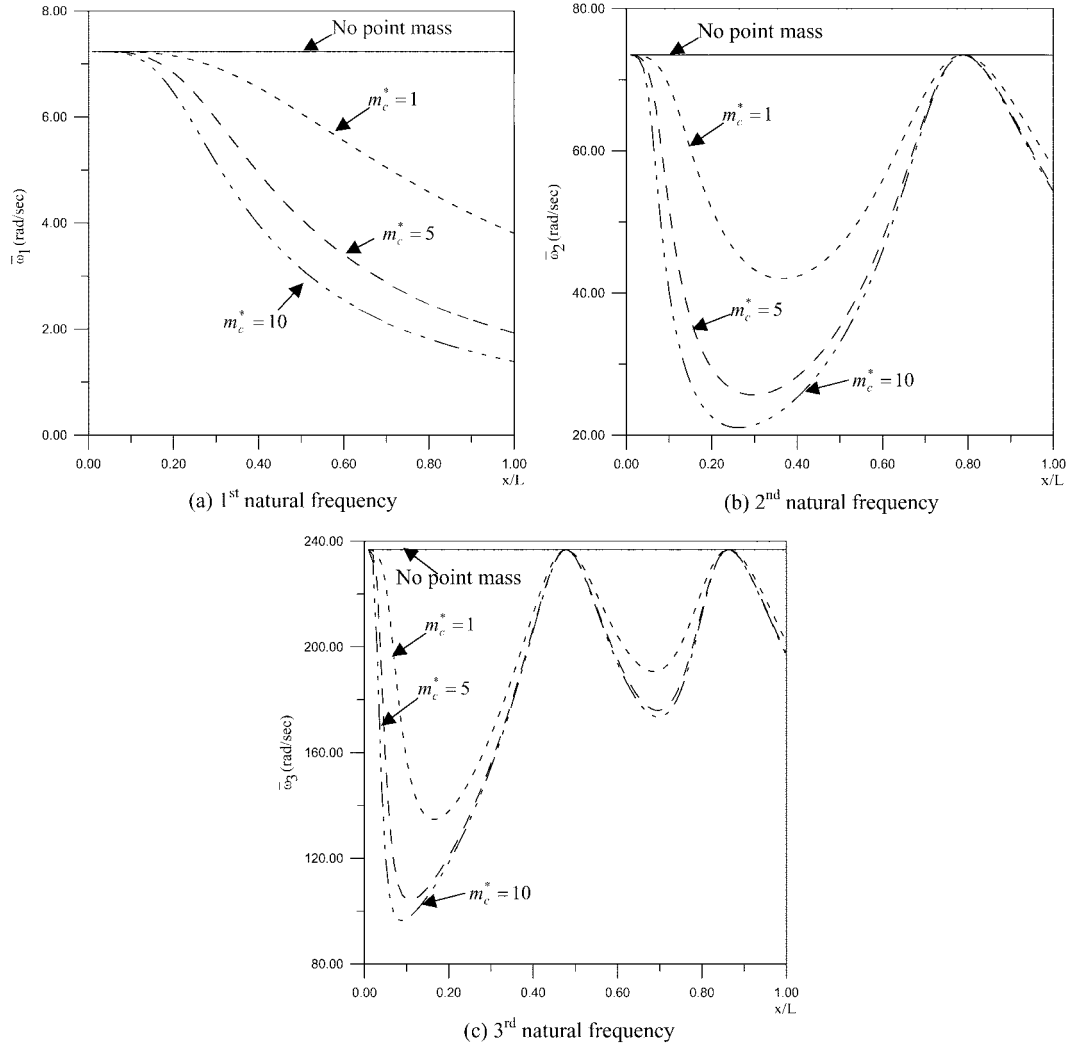 8.00
No point mass
m_c^* = 1
6.00
ω̄1 (rad/sec)
4.00
m_c^* = 5
m_c^* = 10
2.00
0.00
0.00 0.20 0.40 0.60 0.80 1.00
x/L
(a) 1st natural frequency
80.00
No point mass
m_c^* = 1
60.00
ω̄2 (rad/sec)
40.00
m_c^* = 5
m_c^* = 10
20.00
0.00 0.20 0.40 0.60 0.80 1.00
x/L
(b) 2nd natural frequency
240.00
No point mass
m_c^* = 1
200.00
m_c^* = 5
ω̄3 (rad/sec)
160.00
120.00
m_c^* = 10
80.00
0.00 0.20 0.40 0.60 0.80 1.00
x/L
(c) 3rd natural frequency